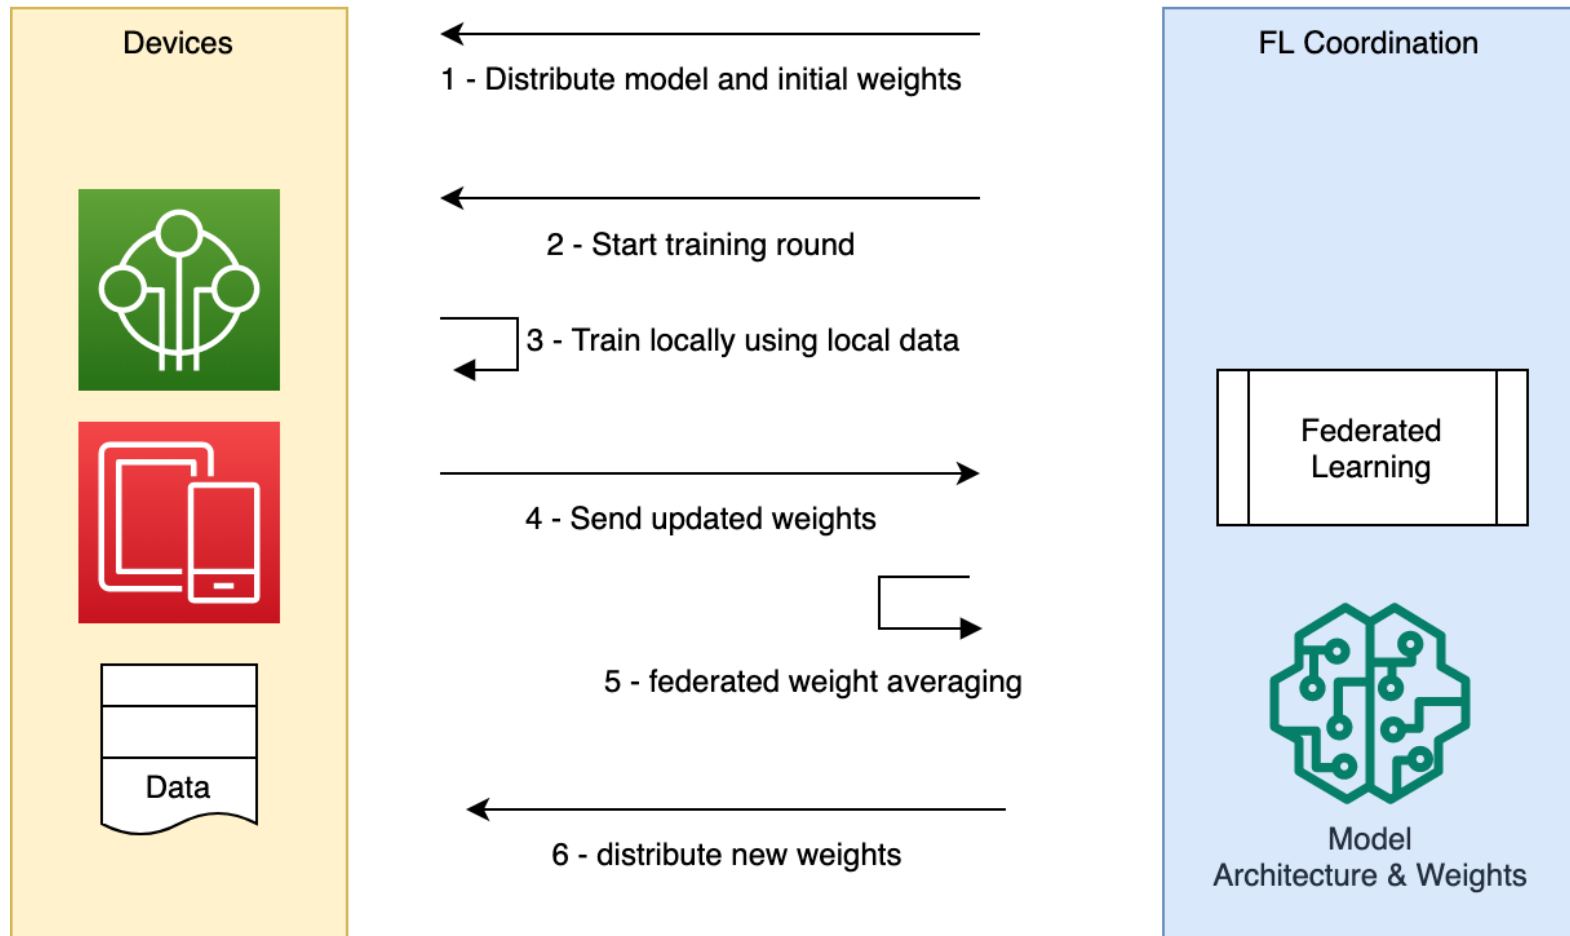 Devices
FL Coordination
1 - Distribute model and initial weights
2 - Start training round
3 - Train locally using local data
Federated
Learning
4 - Send updated weights
5 - federated weight averaging
Data
6 - distribute new weights
Model
Architecture & Weights